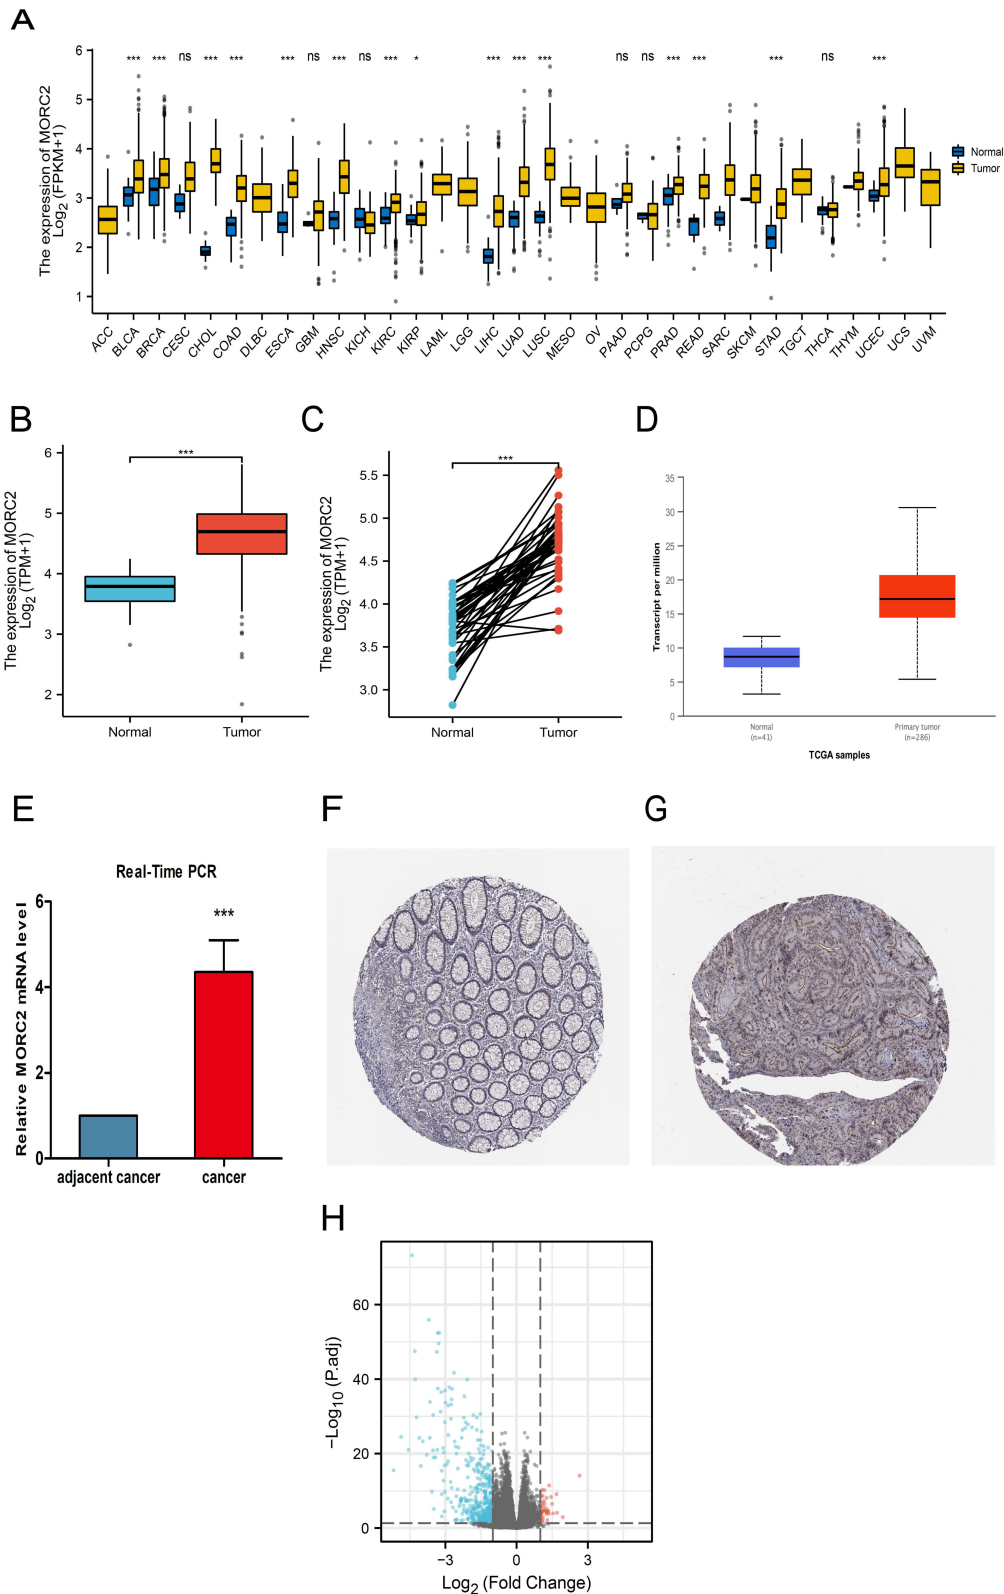 A
The expression of MORC2
Log2 (FPKM+1)
6
5
4
3
2
1
*** *** ns *** *** *** ns *** ns *** * *** *** *** ns ns *** *** *** ns ***
Normal
Tumor
ACC BLCA BRCA CESC CHOL COAD DLBC ESCA GBM HNSC KICH KIRC KIRP LAML LGG LIHC LUAD LUSC MESO OV PAAD PCPG PRAD READ SARC SKCM STAD TGCT THCA THYM UCEC UCS UVM
B
The expression of MORC2
Log2 (TPM+1)
6
5
4
3
2
***
Normal Tumor
C
The expression of MORC2
Log2 (TPM+1)
5.5
5.0
4.5
4.0
3.5
3.0
***
Normal Tumor
Transcript per million
35
30
25
20
15
10
5
0
Normal
(n=41)
Primary tumor
(n=286)
TCGA samples
D
E
Real-Time PCR
Relative MORC2 mRNA level
6
4
2
0
***
adjacent cancer cancer
F
G
H
−Log10 (P.adj)
60
40
20
0
−3 0 3
Log2 (Fold Change)